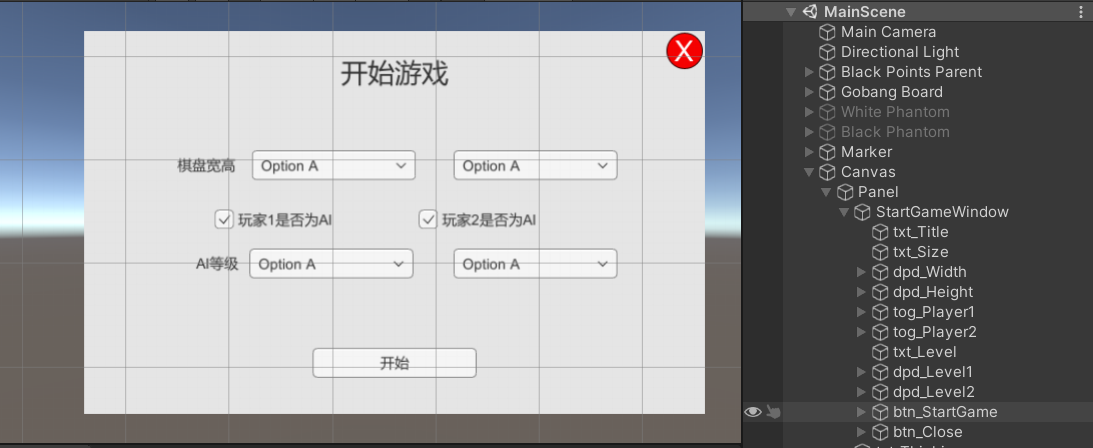 开始游戏
X
棋盘宽高
Option A
Option A
玩家1是否为AI
玩家2是否为AI
AI等级
Option A
Option A
开始
MainScene
Main Camera
Directional Light
Black Points Parent
Gobang Board
White Phantom
Black Phantom
Marker
Canvas
Panel
StartGameWindow
txt_Title
txt_Size
dpd_Width
dpd_Height
tog_Player1
tog_Player2
txt_Level
dpd_Level1
dpd_Level2
btn_StartGame
btn_Close